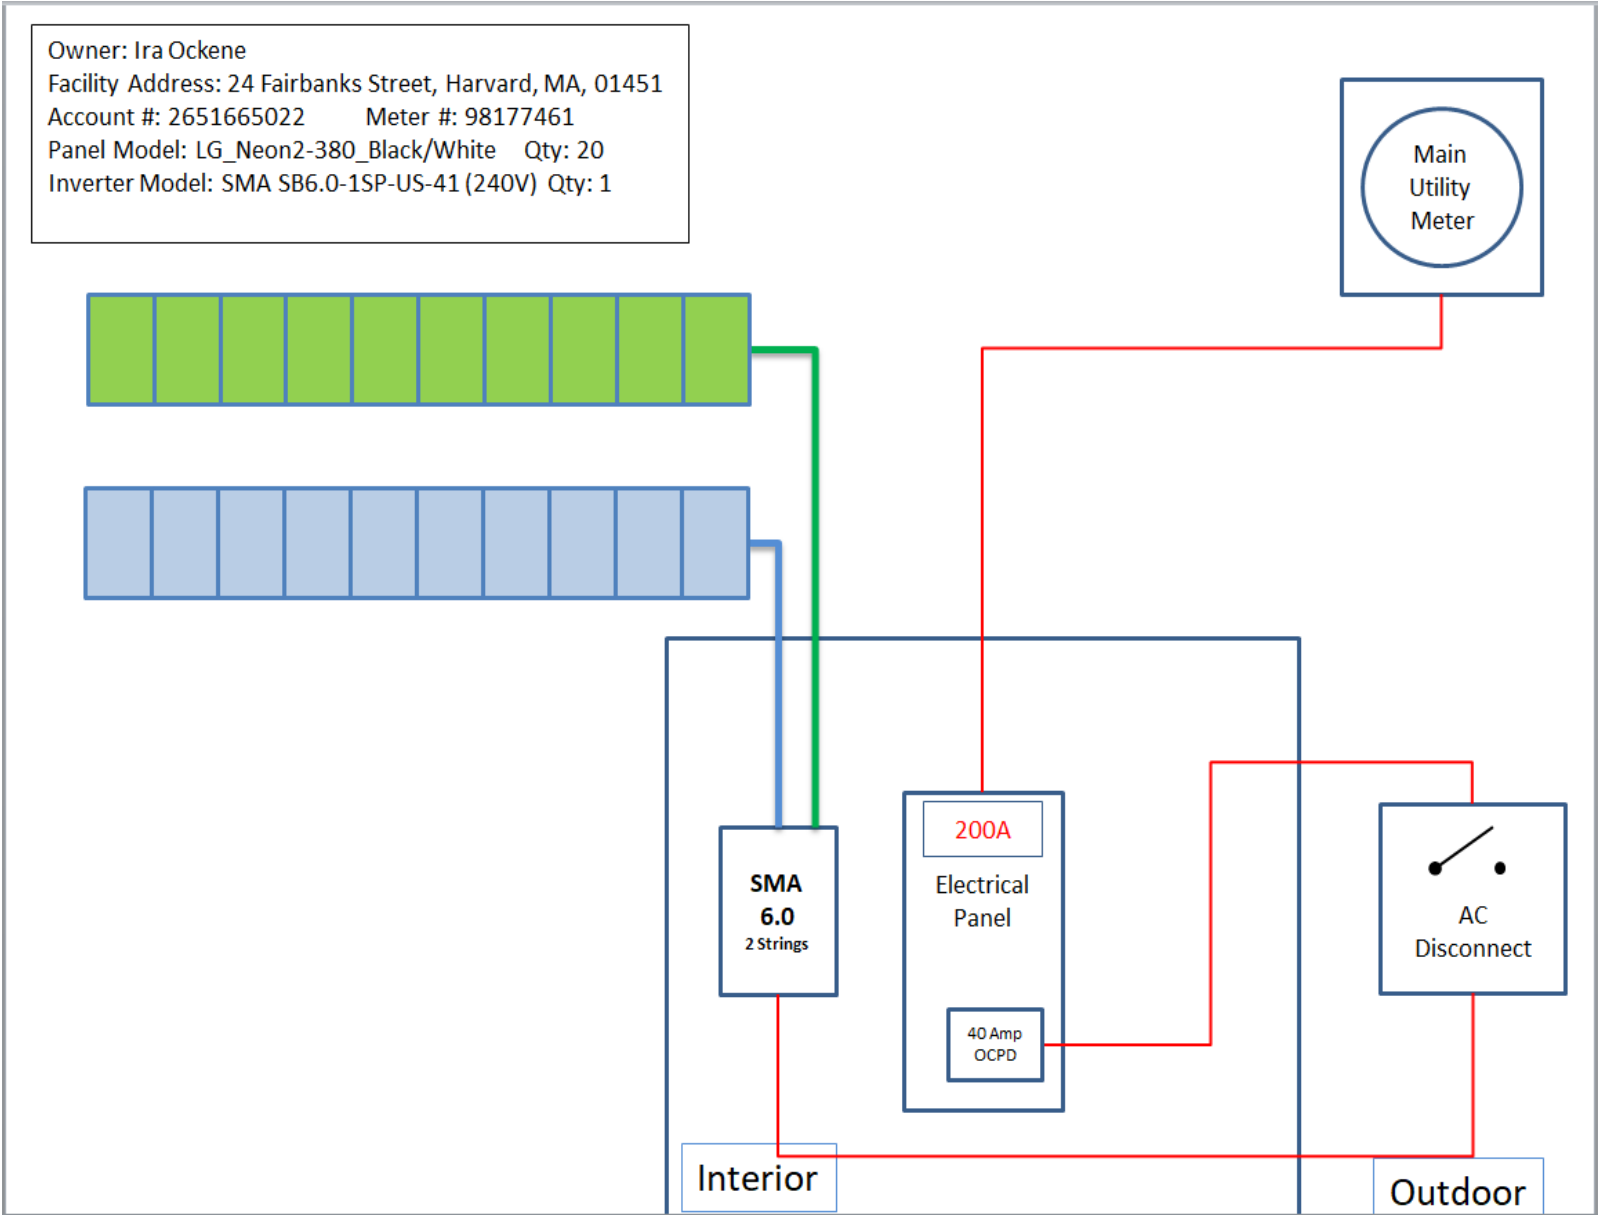 Owner: Ira Ockene
Facility Address: 24 Fairbanks Street, Harvard, MA, 01451
Account #: 2651665022 Meter #: 98177461
Panel Model: LG_Neon2-380_Black/White Qty: 20
Inverter Model: SMA SB6.0-1SP-US-41 (240V) Qty: 1
Main
Utility
Meter
200A
Electrical
Panel
SMA
6.0
2 Strings
AC
Disconnect
40 Amp
OCPD
Interior
Outdoor